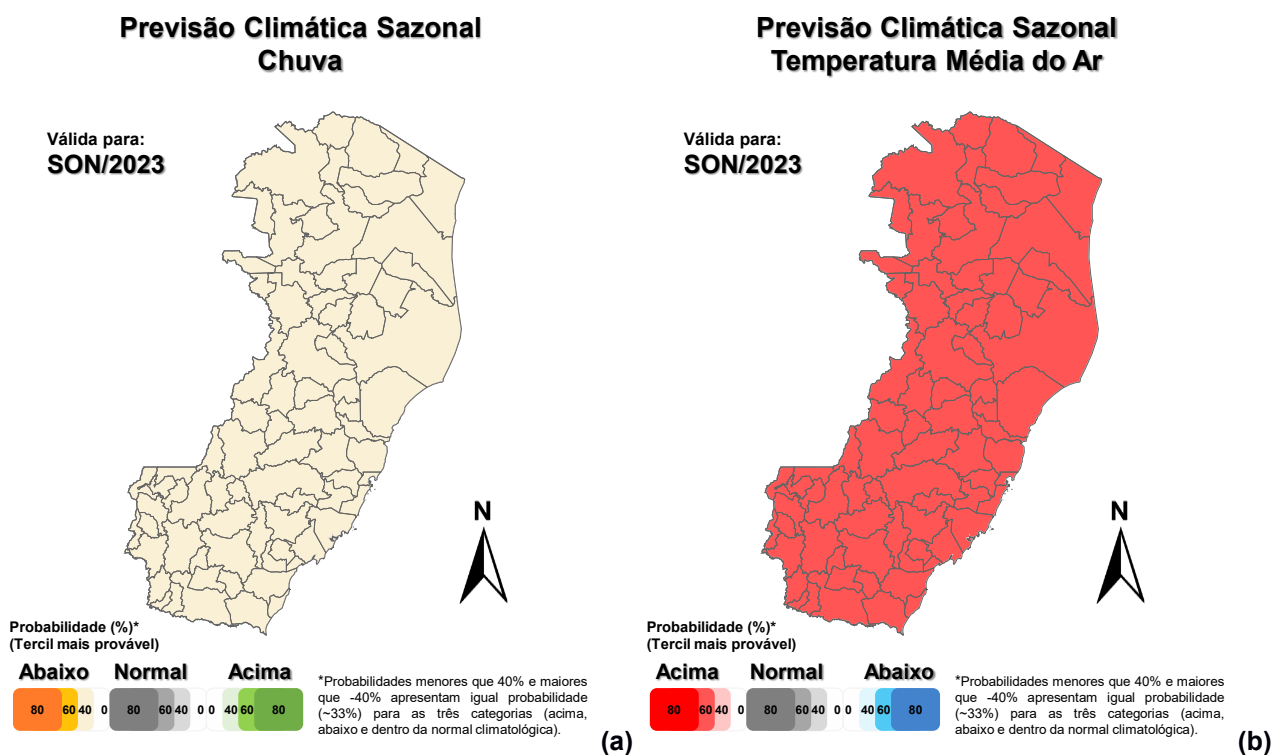 Previsão Climática Sazonal
Chuva
Válida para:
SON/2023
N
Probabilidade (%)*
(Tercil mais provável)
Abaixo Normal Acima
80 60 40 0 80 60 40 0 0 40 60 80
*Probabilidades menores que 40% e maiores
que -40% apresentam igual probabilidade
(~33%) para as três categorias (acima,
abaixo e dentro da normal climatológica).
(a)
Previsão Climática Sazonal
Temperatura Média do Ar
Válida para:
SON/2023
N
Probabilidade (%)*
(Tercil mais provável)
Acima Normal Abaixo
80 60 40 0 80 60 40 0 0 40 60 80
*Probabilidades menores que 40% e maiores
que -40% apresentam igual probabilidade
(~33%) para as três categorias (acima,
abaixo e dentro da normal climatológica).
(b)